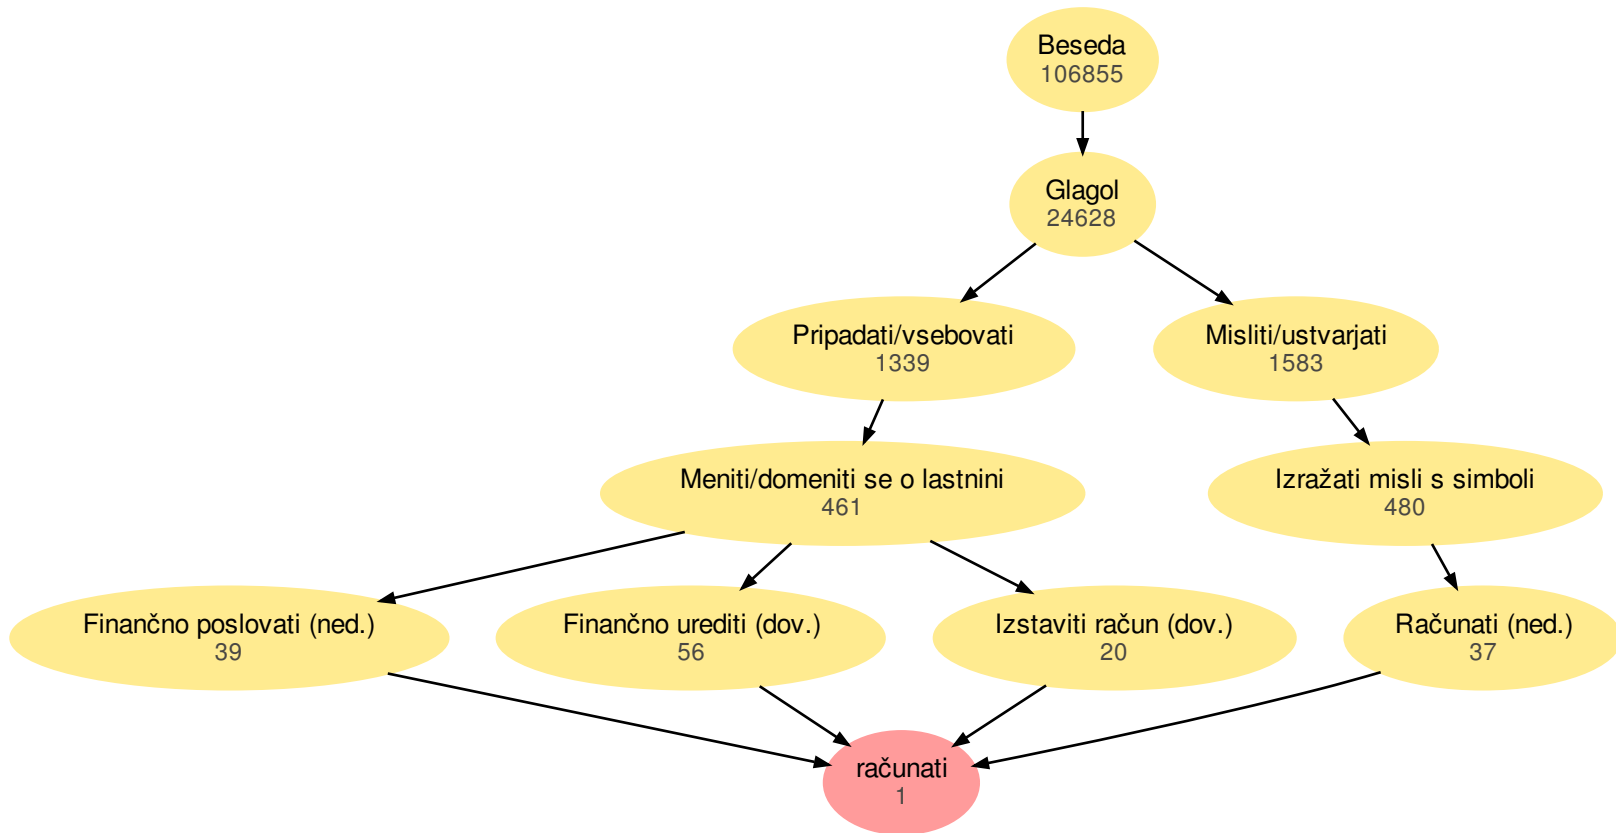 Beseda
106855
Glagol
24628
Pripadati/vsebovati
1339
Misliti/ustvarjati
1583
Meniti/domeniti se o lastnini
461
Izražati misli s simboli
480
Finančno poslovati (ned.)
39
Finančno urediti (dov.)
56
Izstaviti račun (dov.)
20
Računati (ned.)
37
računati
1